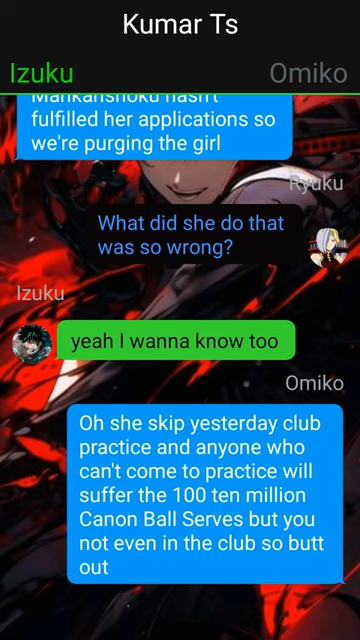 Kumar Ts
Izuku
Omiko
Mankanshoku hasn't
fulfilled her applications so
we're purging the girl
Ryuku
What did she do that
was so wrong?
Izuku
yeah I wanna know too
Omiko
Oh she skip yesterday club
practice and anyone who
can't come to practice will
suffer the 100 ten million
Canon Ball Serves but you
not even in the club so butt
out